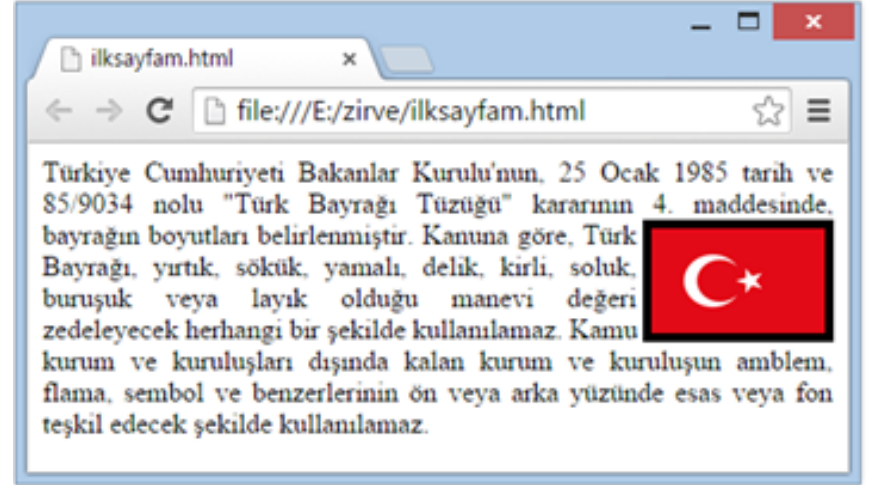 ilksayfam.html
file:///E:/zirve/ilksayfam.html
Türkiye Cumhuriyeti Bakanlar Kurulu'nun, 25 Ocak 1985 tarih ve
85/9034 nolu "Türk Bayrağı Tüzüğü" kararının 4. maddesinde,
bayrağın boyutları belirlenmiştir. Kanuna göre, Türk
Bayrağı, yırtık, sökük, yamalı, delik, kirli, soluk,
buruşuk veya layık olduğu manevi değeri
zedeleyecek herhangi bir şekilde kullanılamaz. Kamu
kurum ve kuruluşları dışında kalan kurum ve kuruluşun amblem,
flama, sembol ve benzerlerinin ön veya arka yüzünde esas veya fon
teşkil edecek şekilde kullanılamaz.